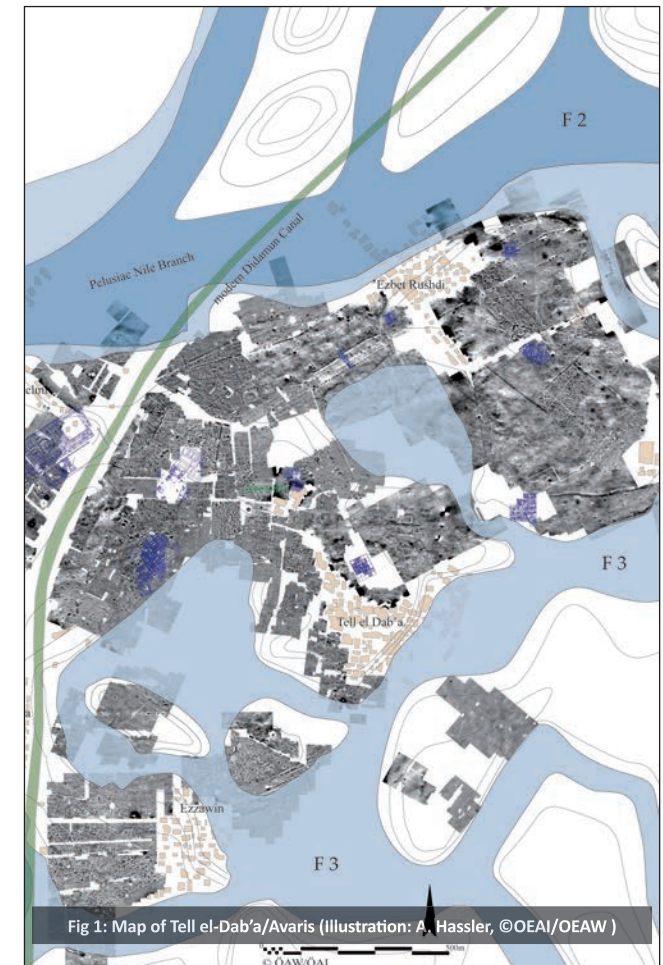 F 2
Pelusiac Nile Branch
modern Didamun Canal
Ezbet Rushdi
F 3
Tell el Dab'a
Ezzawin
F 3
Fig 1: Map of Tell el-Dab’a/Avaris (Illustration: A. Hassler, ©OEAI/OEAW )
0 500m
© ÖAW/ÖAI